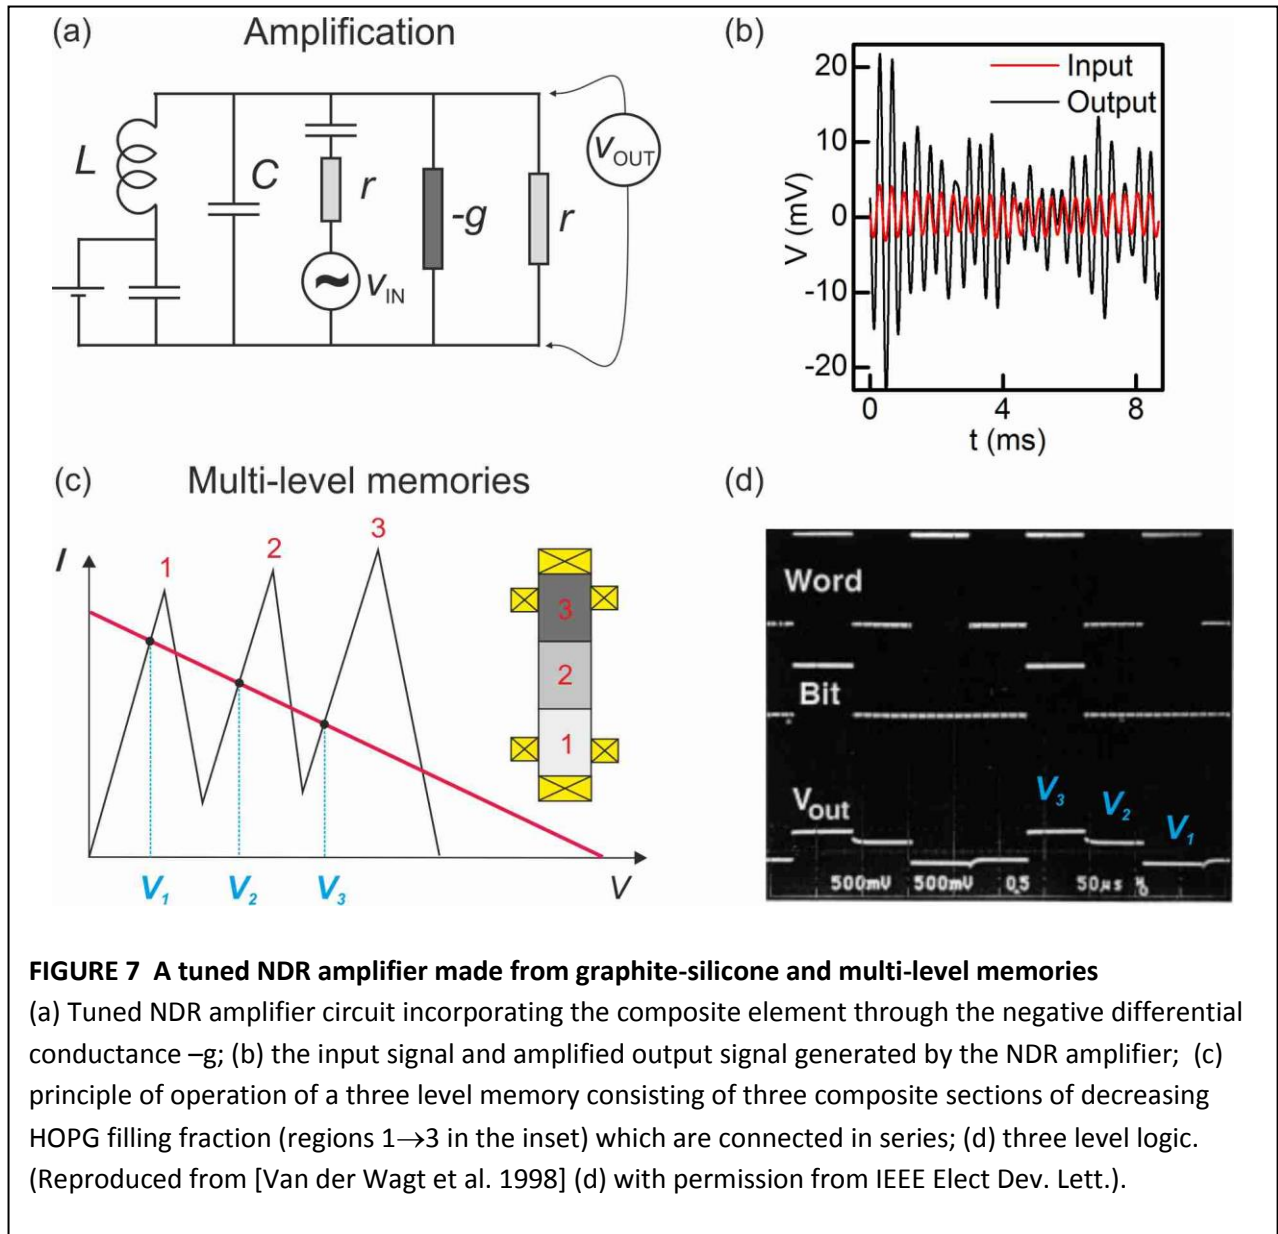 (a) Amplification
L
C
r
-g
r
VOUT
VIN
(b)
Input
Output
20
10
0
-10
-20
V (mV)
0 4 8
t (ms)
(c) Multi-level memories
I
1
2
3
3
2
1
V1 V2 V3 V
(d)
Word
Bit
Vout
V3 V2 V1
500mV 500mV 0.5 50µs
FIGURE 7 A tuned NDR amplifier made from graphite-silicone and multi-level memories
(a) Tuned NDR amplifier circuit incorporating the composite element through the negative differential
conductance –g; (b) the input signal and amplified output signal generated by the NDR amplifier; (c)
principle of operation of a three level memory consisting of three composite sections of decreasing
HOPG filling fraction (regions 1→3 in the inset) which are connected in series; (d) three level logic.
(Reproduced from [Van der Wagt et al. 1998] (d) with permission from IEEE Elect Dev. Lett.).